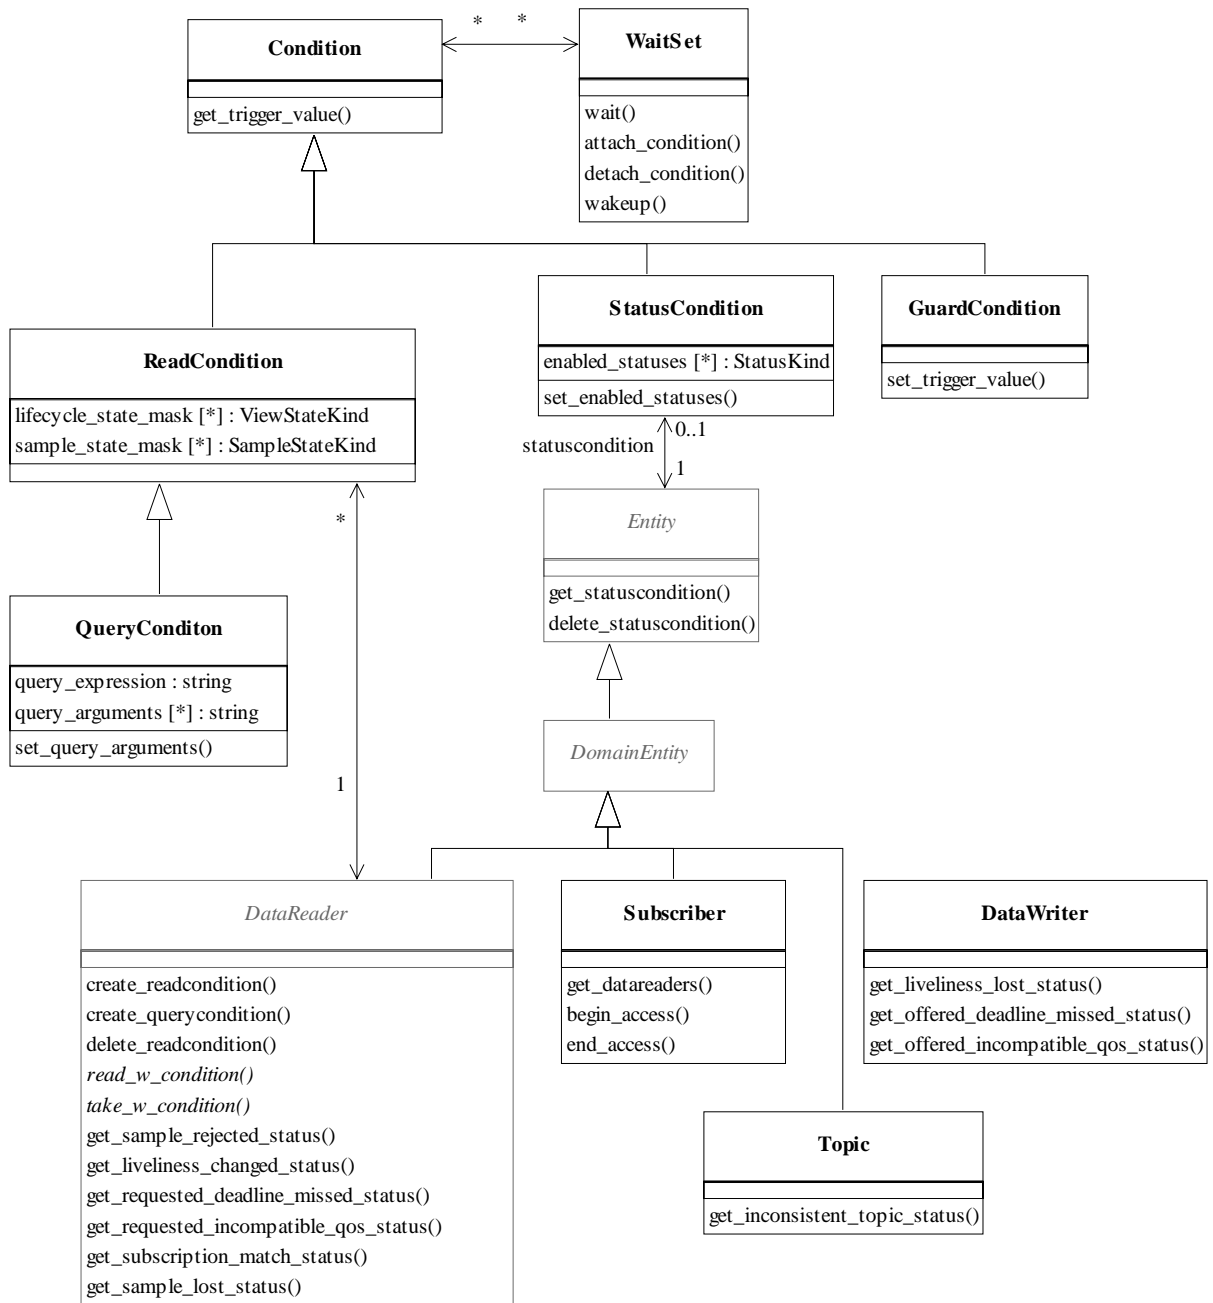 Condition
get_trigger_value()
* *
WaitSet
wait()
attach_condition()
detach_condition()
wakeup()
ReadCondition
lifecycle_state_mask [*] : ViewStateKind
sample_state_mask [*] : SampleStateKind
StatusCondition
enabled_statuses [*] : StatusKind
set_enabled_statuses()
GuardCondition
set_trigger_value()
statuscondition
0..1
1
*
1
Entity
get_statuscondition()
delete_statuscondition()
QueryConditon
query_expression : string
query_arguments [*] : string
set_query_arguments()
DomainEntity
DataReader
create_readcondition()
create_querycondition()
delete_readcondition()
read_w_condition()
take_w_condition()
get_sample_rejected_status()
get_liveliness_changed_status()
get_requested_deadline_missed_status()
get_requested_incompatible_qos_status()
get_subscription_match_status()
get_sample_lost_status()
Subscriber
get_datareaders()
begin_access()
end_access()
DataWriter
get_liveliness_lost_status()
get_offered_deadline_missed_status()
get_offered_incompatible_qos_status()
Topic
get_inconsistent_topic_status()